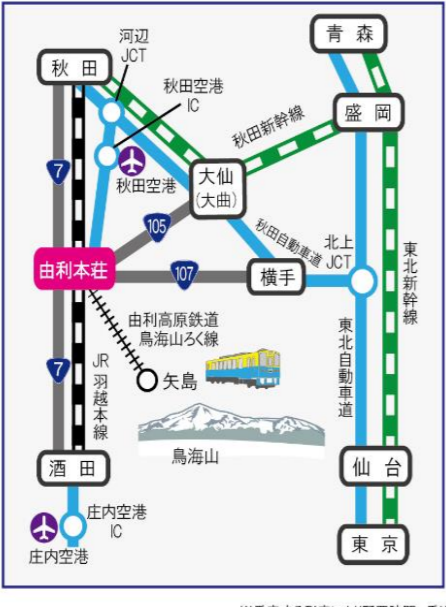 青森
河辺
JCT
秋田
秋田空港
IC
盛岡
秋田新幹線
7
秋田空港
大仙
(大曲)
105
秋田自動車道
北上
JCT
東北新幹線
由利本荘
107
横手
由利高原鉄道
鳥海山ろく線
7
JR羽越本線
矢島
東北自動車道
鳥海山
酒田
仙台
庄内空港
IC
庄内空港
東京